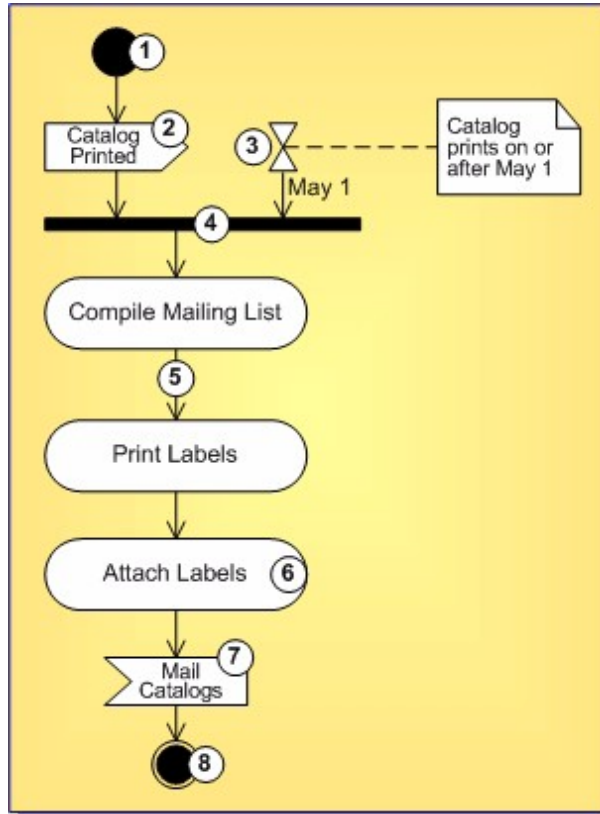 1
Catalog
Printed
2
3
May 1
Catalog
prints on or
after May 1
4
Compile Mailing List
5
Print Labels
Attach Labels
6
Mail
Catalogs
7
8